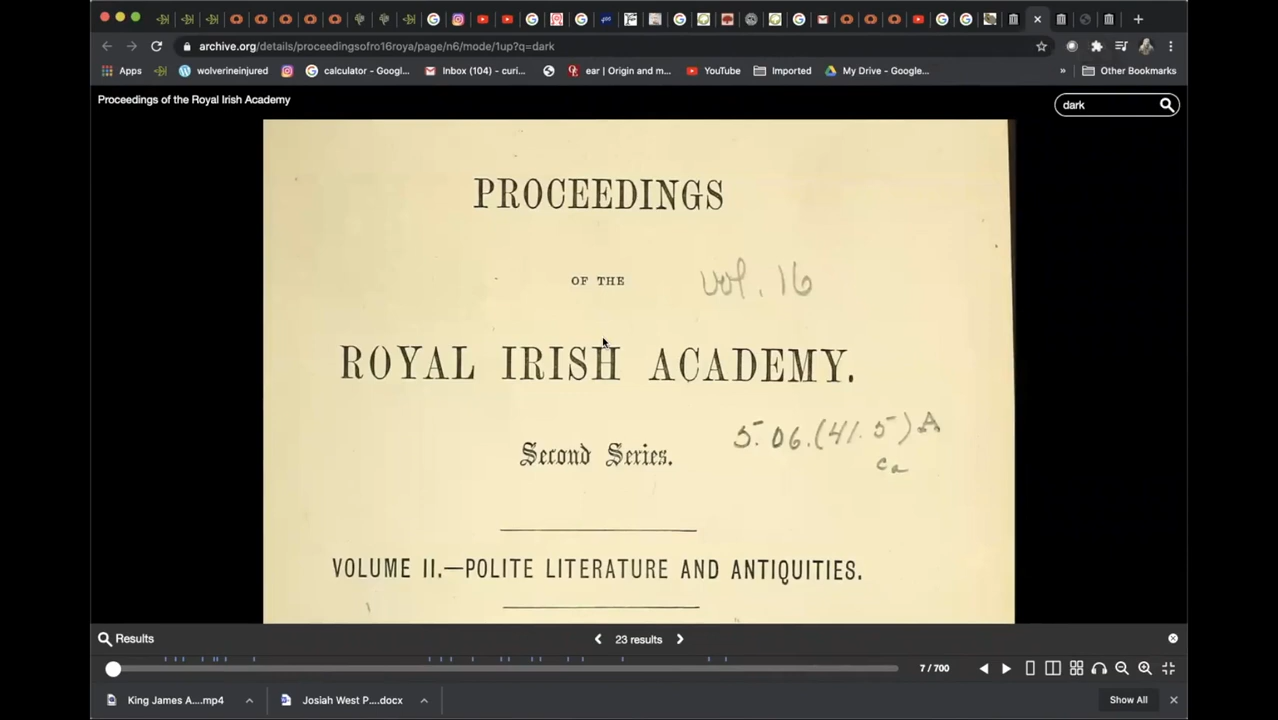 archive.org/details/proceedingsofro16roya/page/n6/mode/1up?q=dark
Apps
wolverineinjured
calculator - Googl...
Inbox (104) - curi...
ear | Origin and m...
YouTube
Imported
My Drive - Google...
»
Other Bookmarks
Proceedings of the Royal Irish Academy
dark
PROCEEDINGS
OF THE
vol. 16
ROYAL IRISH ACADEMY.
5.06.(41.5)A
Ca
Second Series.
VOLUME II.—POLITE LITERATURE AND ANTIQUITIES.
Results
23 results
7 / 700
King James A....mp4
Josiah West P....docx
Show All